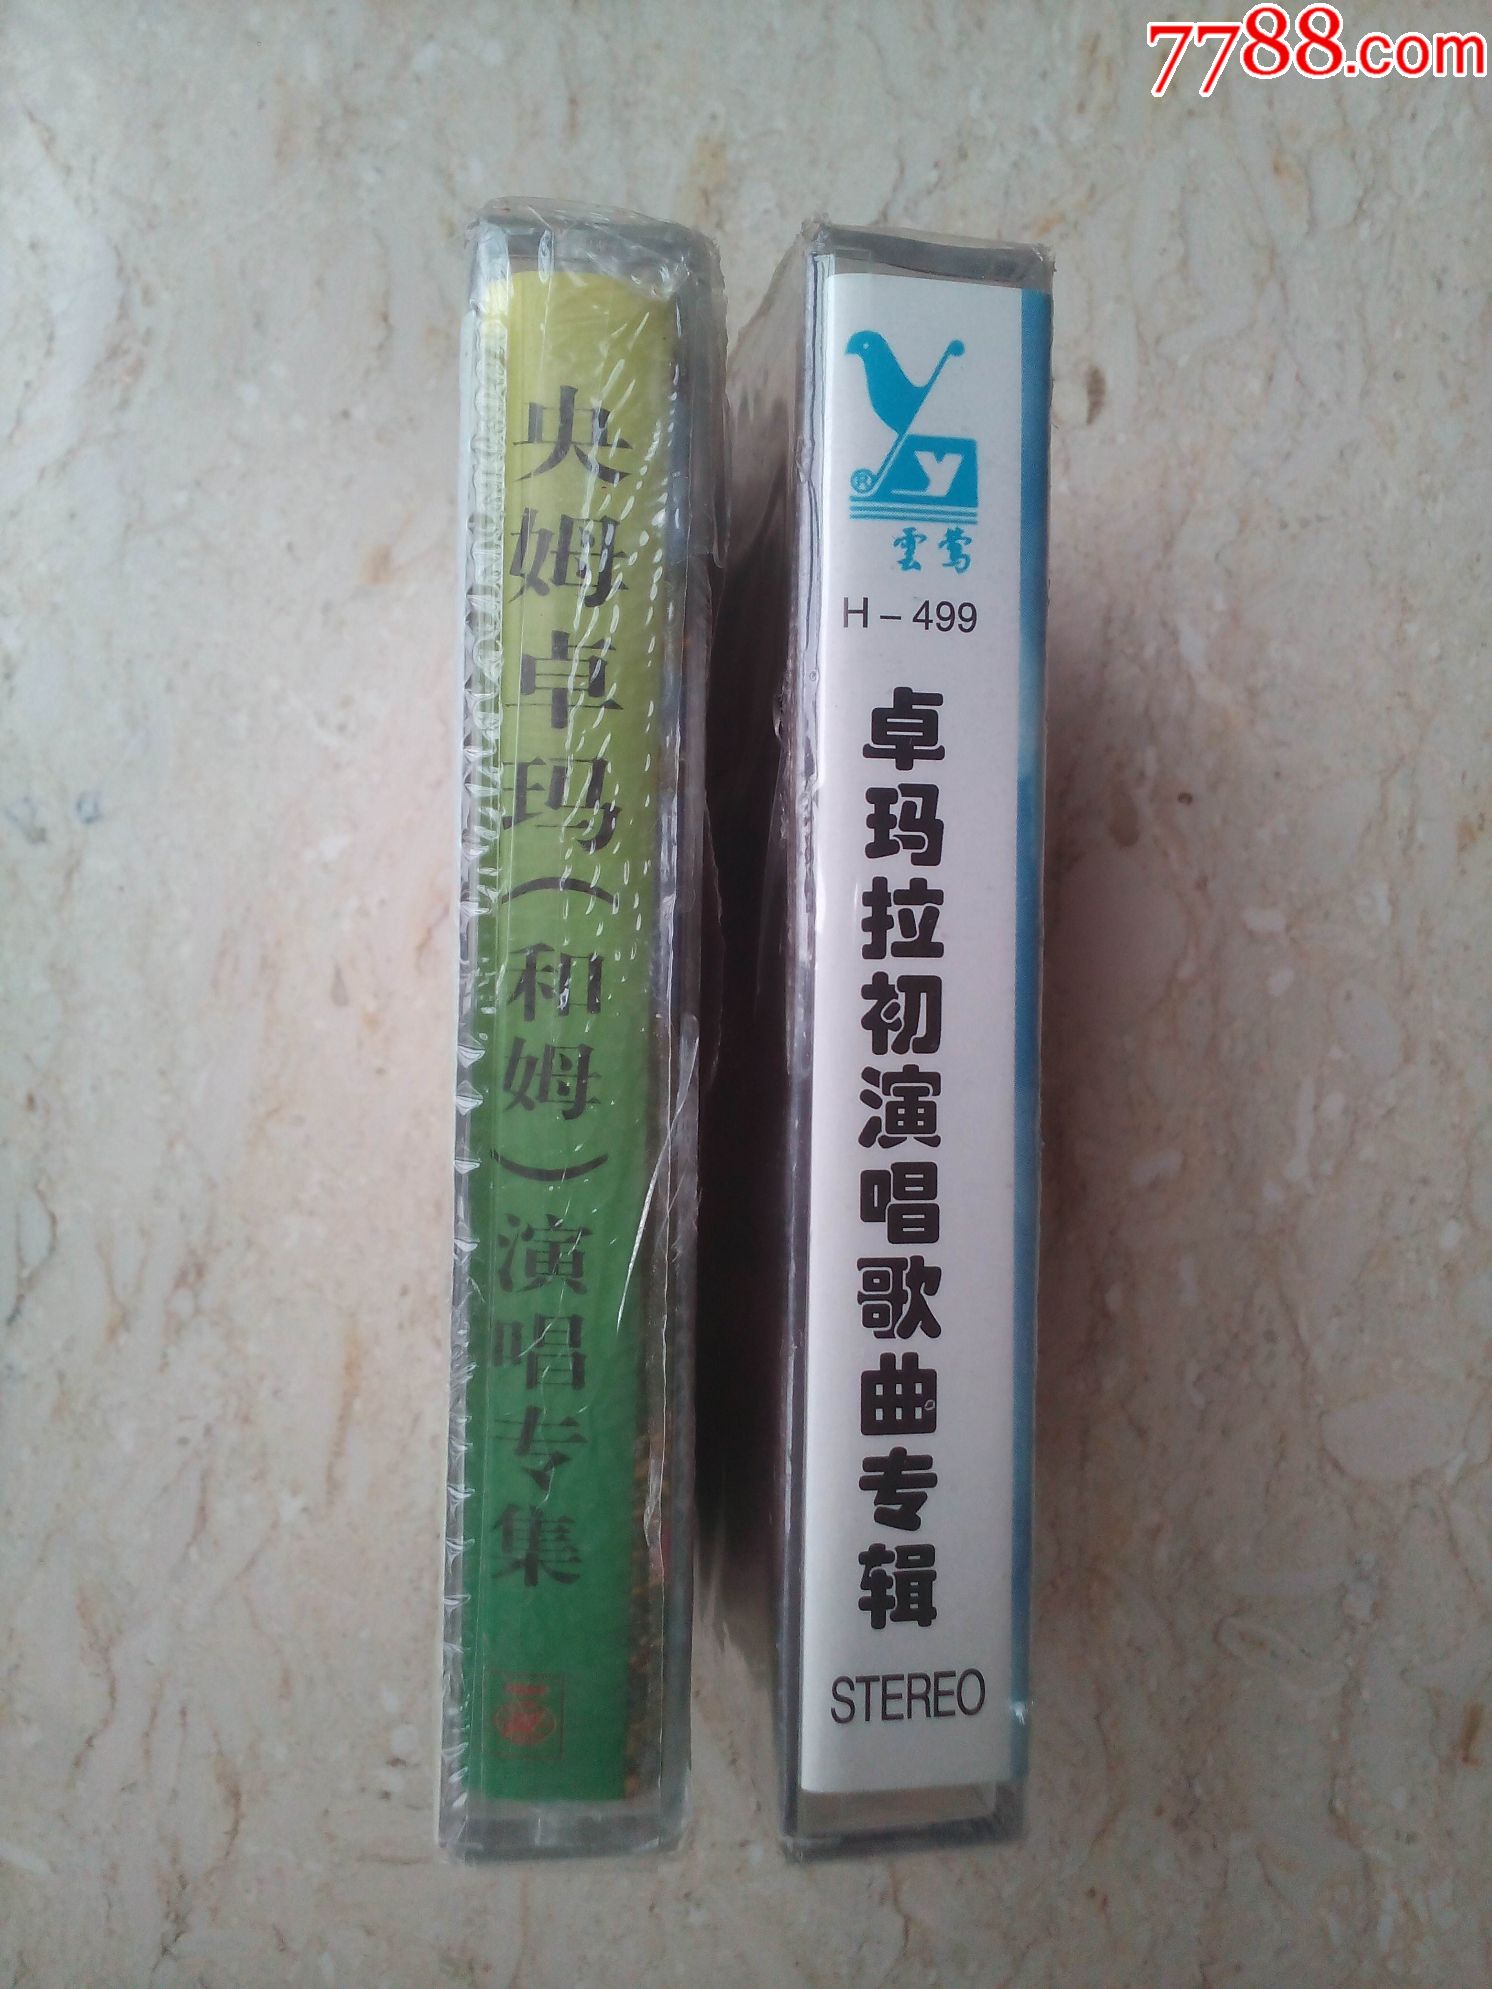 7788.com
央姆卓玛(和姆)演唱专集
y
®
雲莺
H-499
卓玛拉初演唱歌曲专辑
STEREO